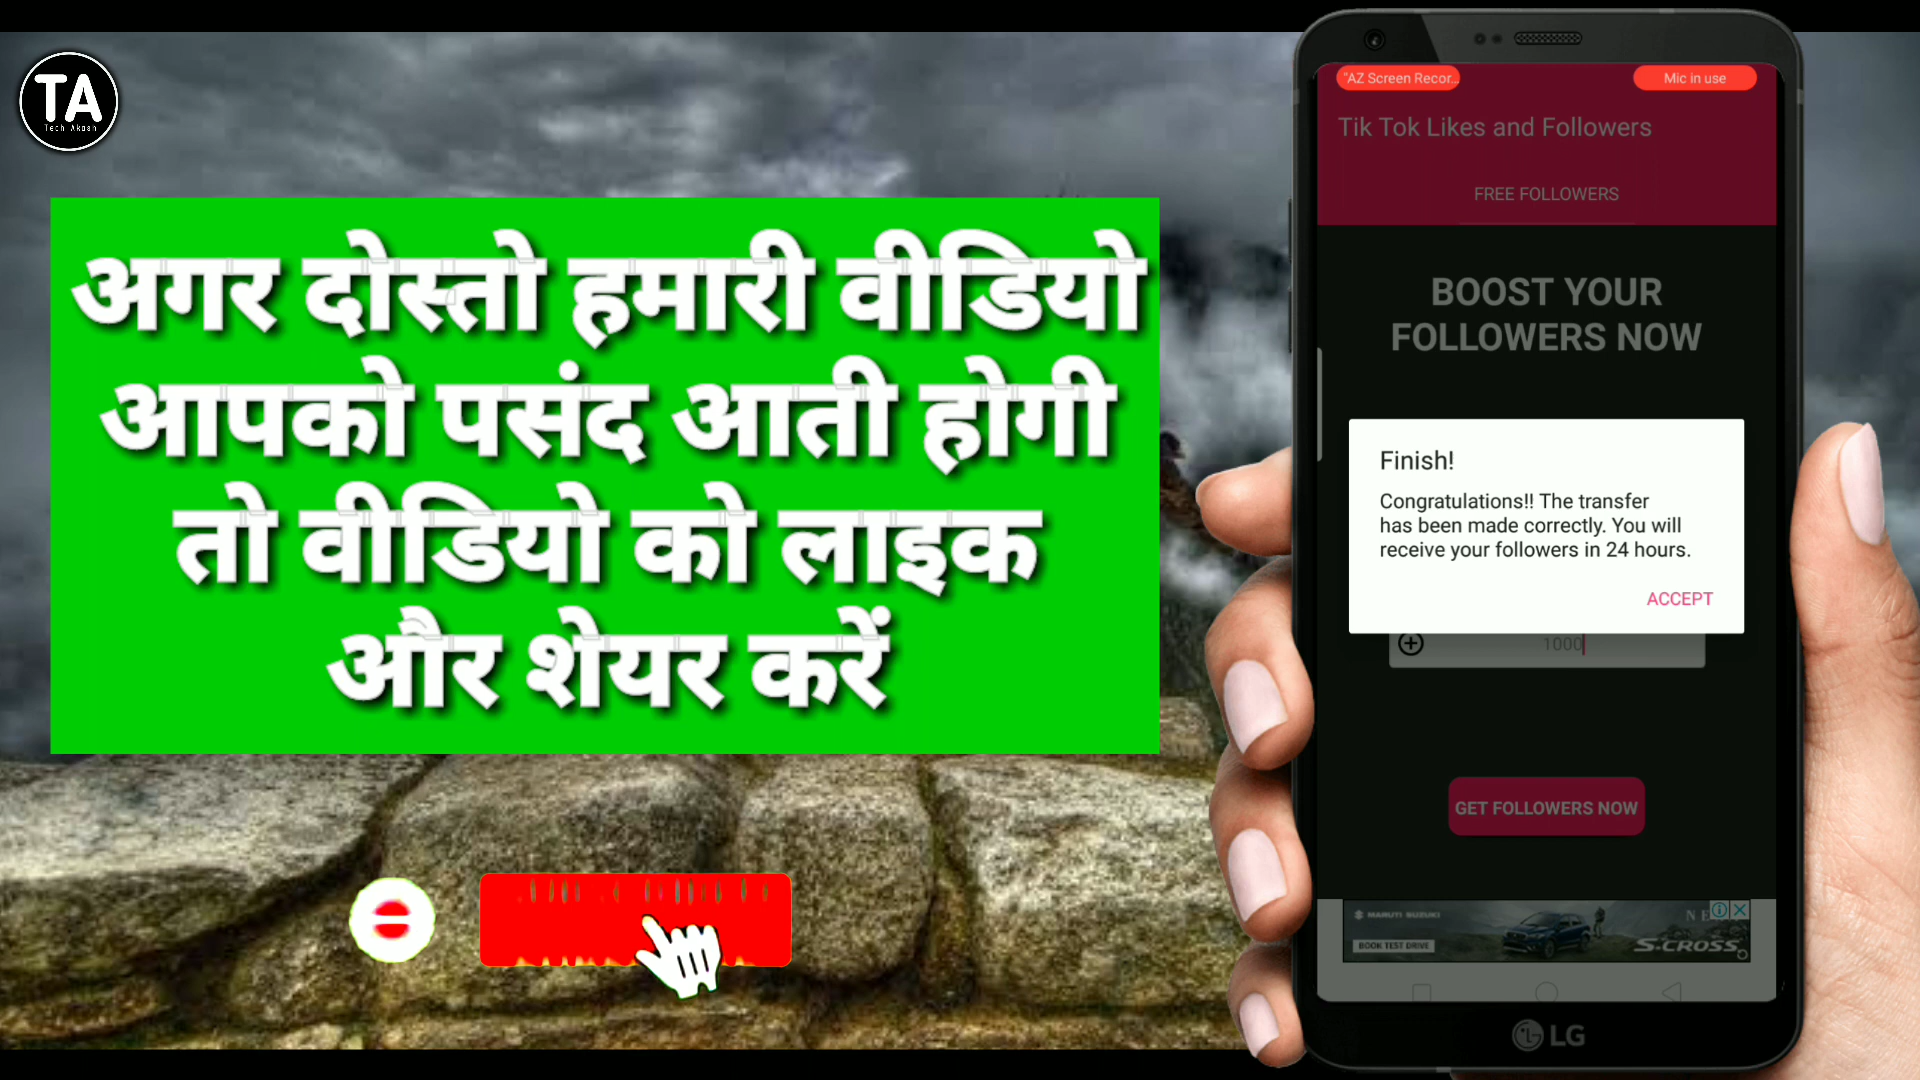 TA
Tech Akash
अगर दोस्तो हमारी वीडियो
आपको पसंद आती होगी
तो वीडियो को लाइक
और शेयर करें
"AZ Screen Recor...
Mic in use
Tik Tok Likes and Followers
FREE FOLLOWERS
BOOST YOUR
FOLLOWERS NOW
Finish!
Congratulations!! The transfer
has been made correctly. You will
receive your followers in 24 hours.
ACCEPT
1000
GET FOLLOWERS NOW
MARUTI SUZUKI
BOOK TEST DRIVE
S-CROSS
LG